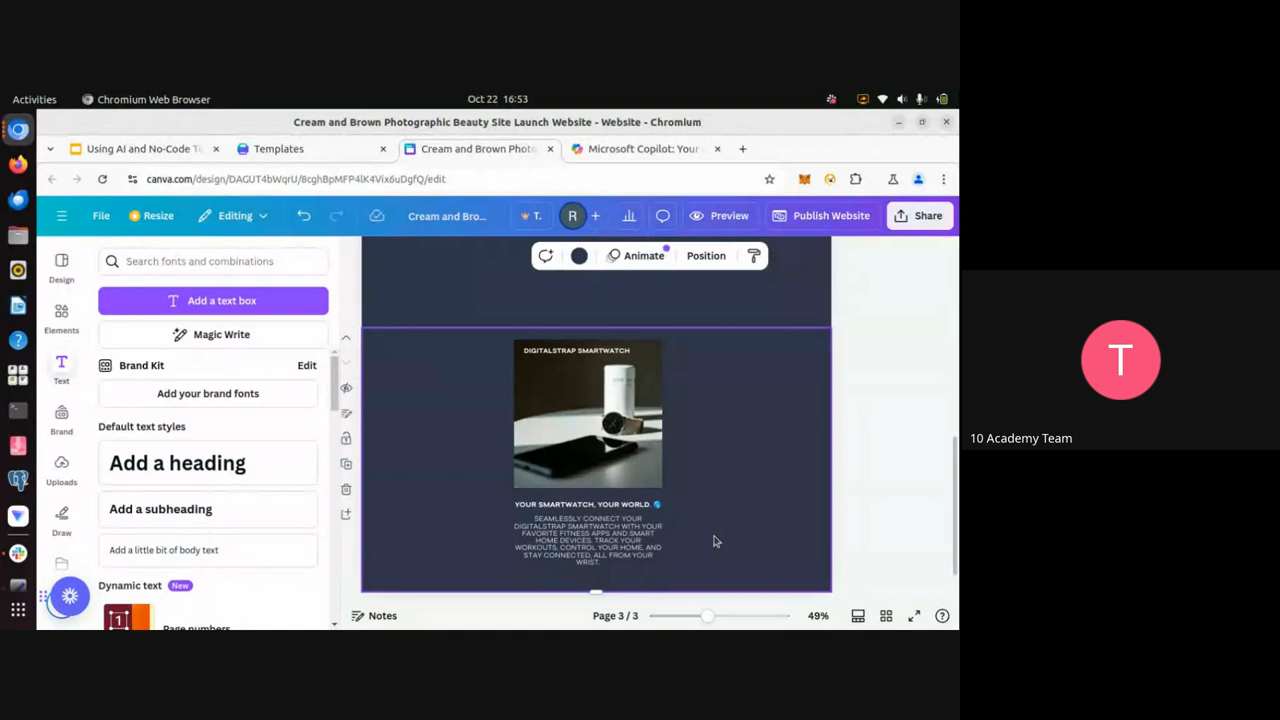 Activities
Chromium Web Browser
Oct 22 16:53
Cream and Brown Photographic Beauty Site Launch Website - Website - Chromium
Using AI and No-Code T
Templates
Cream and Brown Photo
Microsoft Copilot: Your
canva.com/design/DAGUT4bWqrU/8cghBpMFP4lK4Vix6uDgfQ/edit
File
Resize
Editing
Cream and Bro...
T.
R
Preview
Publish Website
Share
Design
Elements
Text
Brand
Uploads
Draw
Search fonts and combinations
Add a text box
Magic Write
Brand Kit
Edit
Add your brand fonts
Default text styles
Add a heading
Add a subheading
Add a little bit of body text
Dynamic text New
1
Page numbers
Animate
Position
DIGITALSTRAP SMARTWATCH
YOUR SMARTWATCH, YOUR WORLD.
SEAMLESSLY CONNECT YOUR
DIGITALSTRAP SMARTWATCH WITH YOUR
FAVORITE FITNESS APPS AND SMART
HOME DEVICES. TRACK YOUR
WORKOUTS, CONTROL YOUR HOME, AND
STAY CONNECTED, ALL FROM YOUR
WRIST.
Notes
Page 3 / 3
49%
T
10 Academy Team